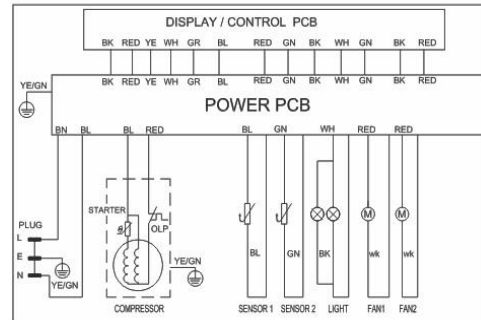 DISPLAY / CONTROL PCB
BK RED YE WH GR BL RED GN BK WH GN BK RED
BK RED YE WH GR BL RED GN BK WH GN BK RED
YE/GN
POWER PCB
BN BL BL RED BL GN WH RED RED
STARTER
OLP
PLUG
L
E
N
YE/GN
YE/GN
M M
BL GN BK wk wk
COMPRESSOR SENSOR 1 SENSOR 2 LIGHT FAN1 FAN2